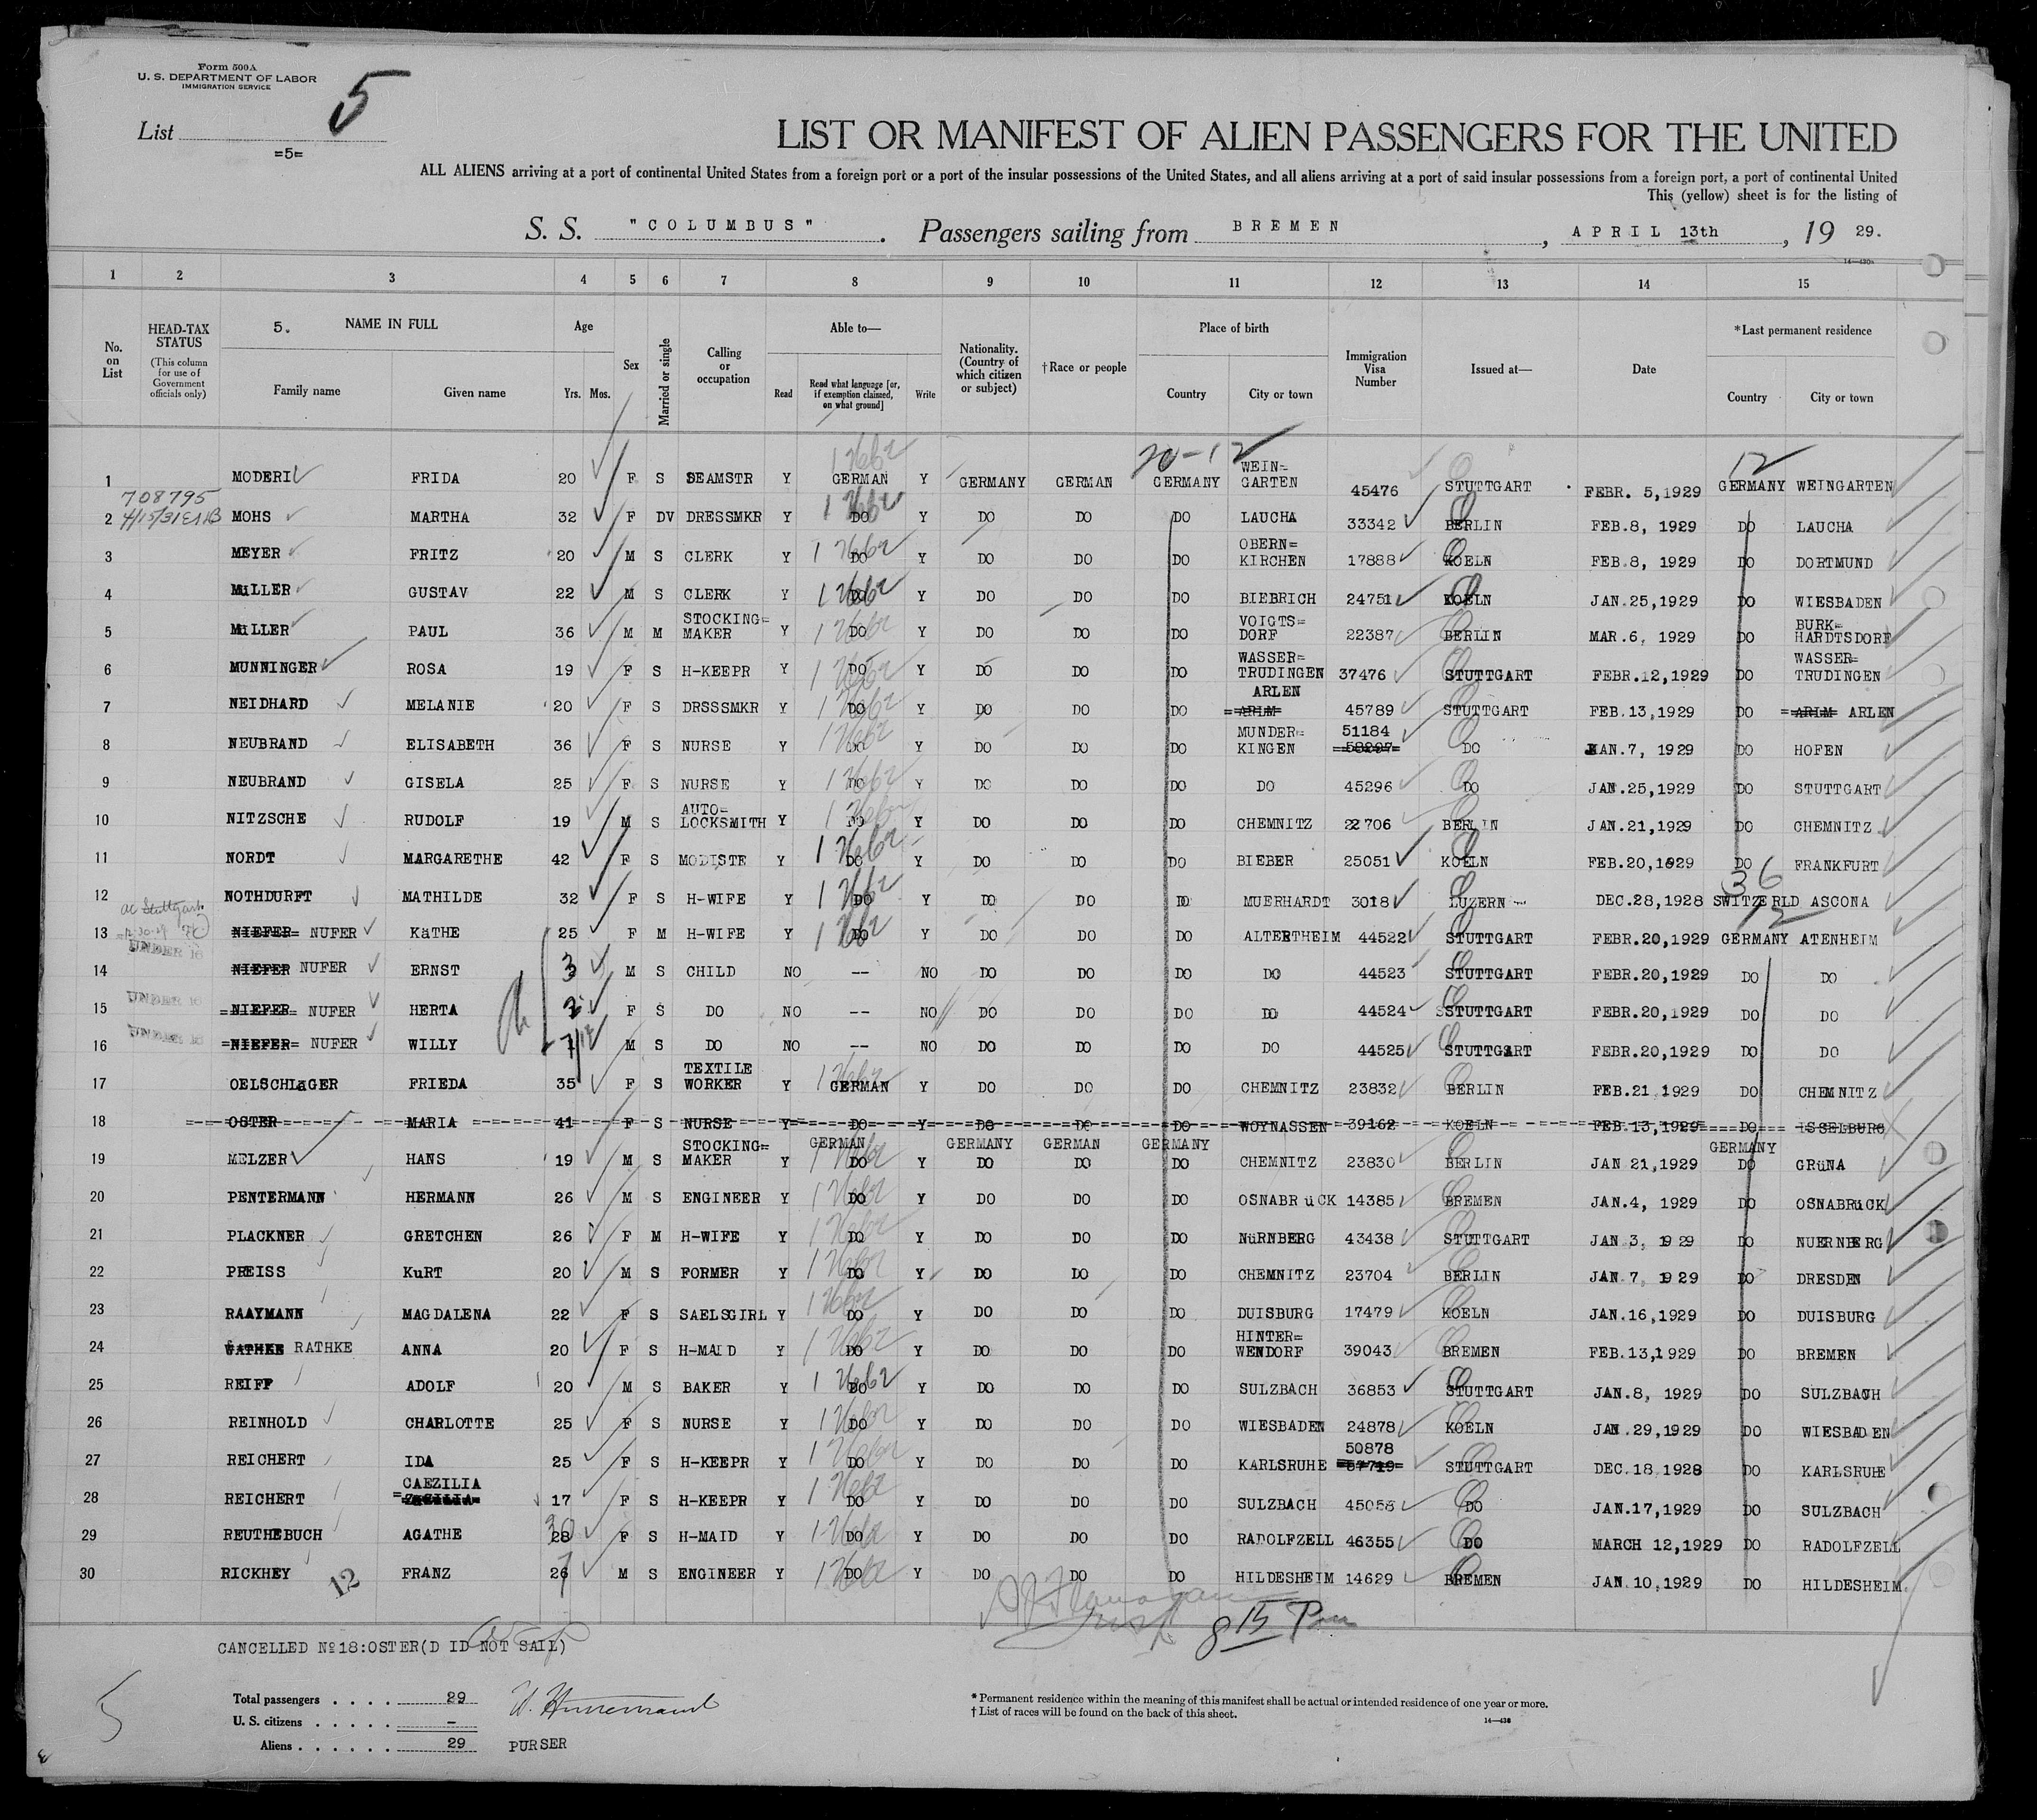 Form 500A
U. S. DEPARTMENT OF LABOR
IMMIGRATION SERVICE
List 5
=5=
LIST OR MANIFEST OF ALIEN PASSENGERS FOR THE UNITED
ALL ALIENS arriving at a port of continental United States from a foreign port or a port of the insular possessions of the United States, and all aliens arriving at a port of said insular possessions from a foreign port, a port of continental United
This (yellow) sheet is for the listing of
S. S. "COLUMBUS". Passengers sailing from BREMEN, APRIL 13th, 19 29.
1 2 3 4 5 6 7 8 9 10 11 12 13 14 15
No. on List
HEAD-TAX STATUS (This column for use of Government officials only)
5. NAME IN FULL
Family name Given name
Age Yrs. Mos.
Sex
Married or single
Calling or occupation
Able to— Read Read what language [or, if exemption claimed, on what ground] Write
Nationality. (Country of which citizen or subject)
†Race or people
Place of birth Country City or town
Immigration Visa Number
Issued at—
Date
*Last permanent residence Country City or town
20-12 12
1 MODERI FRIDA 20 F S SEAMSTR Y GERMAN Y GERMANY GERMAN GERMANY WEIN=GARTEN 45476 STUTTGART FEBR. 5,1929 GERMANY WEINGARTEN
708795
2 MOHS MARTHA 32 F DV DRESSMKR Y DO Y DO DO DO LAUCHA 33342 BERLIN FEB.8, 1929 DO LAUCHA
3 MEYER FRITZ 20 M S CLERK Y DO Y DO DO DO OBERN=KIRCHEN 17888 KOELN FEB.8, 1929 DO DORTMUND
4 MüLLER GUSTAV 22 M S CLERK Y DO Y DO DO DO BIEBRICH 24751 KOELN JAN.25,1929 DO WIESBADEN
5 MüLLER PAUL 36 M M STOCKING=MAKER Y DO Y DO DO DO VOIGTS=DORF 22387 BERLIN MAR.6, 1929 DO BURK=HARDTSDORF
6 MUNNINGER ROSA 19 F S H-KEEPR Y DO Y DO DO DO WASSER=TRUDINGEN 37476 STUTTGART FEBR.12,1929 DO WASSER=TRUDINGEN
7 NEIDHARD MELANIE 20 F S DRSSSMKR Y DO Y DO DO DO =ARLM= ARLEN 45789 STUTTGART FEB.13,1929 DO =ARLM= ARLEN
8 NEUBRAND ELISABETH 36 F S NURSE Y DO Y DO DO DO MUNDER=KINGEN 51184 DO JAN.7, 1929 DO HOFEN
9 NEUBRAND GISELA 25 F S NURSE Y DO Y DO DO DO DO 45296 DO JAN.25,1929 DO STUTTGART
10 NITZSCHE RUDOLF 19 M S AUTO=LOCKSMITH Y DO Y DO DO DO CHEMNITZ 22706 BERLIN JAN.21,1929 DO CHEMNITZ
11 NORDT MARGARETHE 42 F S MODISTE Y DO Y DO DO DO BIEBER 25051 KOELN FEB.20,1929 DO FRANKFURT
36
12 NOTHDURFT MATHILDE 32 F S H-WIFE Y DO Y DO DO DO MUERHARDT 3018 LUZERN DEC.28,1928 SWITZERLD ASCONA
12
13 NIEFER= NUFER KäTHE 25 F M H-WIFE Y DO Y DO DO DO ALTERTHEIM 44522 STUTTGART FEBR.20,1929 GERMANY ATENHEIM
UNDER 16
14 NIEFER NUFER ERNST 3 M S CHILD NO -- NO DO DO DO DO 44523 STUTTGART FEBR.20,1929 DO DO
UNDER 16
15 =NIEFER= NUFER HERTA 2 F S DO NO -- NO DO DO DO DO 44524 STUTTGART FEBR.20,1929 DO DO
UNDER 16
16 =NIEFER= NUFER WILLY 7/12 M S DO NO -- NO DO DO DO DO 44525 STUTTGART FEBR.20,1929 DO DO
17 OELSCHLäGER FRIEDA 35 F S TEXTILE WORKER Y GERMAN Y DO DO DO CHEMNITZ 23832 BERLIN FEB.21,1929 DO CHEMNITZ
18 OSTER MARIA 41 F S NURSE Y DO Y DO DO DO WOYNASSEN 39162 KOELN FEB.13,1929 DO ISSELBURG
GERMAN GERMANY GERMAN GERMANY GERMANY
19 MELZER HANS 19 M S STOCKING=MAKER Y DO Y DO DO DO CHEMNITZ 23830 BERLIN JAN 21,1929 DO GRüNA
20 PENTERMANN HERMANN 26 M S ENGINEER Y DO Y DO DO DO OSNABRüCK 14385 BREMEN JAN.4, 1929 DO OSNABRüCK
21 PLACKNER GRETCHEN 26 F M H-WIFE Y DO Y DO DO DO NüRNBERG 43438 STUTTGART JAN 3, 1929 DO NUERNBERG
22 PREISS KuRT 20 M S FORMER Y DO Y DO DO DO CHEMNITZ 23704 BERLIN JAN 7, 1929 DO DRESDEN
23 RAAYMANN MAGDALENA 22 F S SAELSGIRL Y DO Y DO DO DO DUISBURG 17479 KOELN JAN.16,1929 DO DUISBURG
24 RATHKE ANNA 20 F S H-MAID Y DO Y DO DO DO HINTER=WENDORF 39043 BREMEN FEB.13,1929 DO BREMEN
25 REIFF ADOLF 20 M S BAKER Y DO Y DO DO DO SULZBACH 36853 STUTTGART JAN.8, 1929 DO SULZBACH
26 REINHOLD CHARLOTTE 25 F S NURSE Y DO Y DO DO DO WIESBADEN 24878 KOELN JAN.29,1929 DO WIESBADEN
27 REICHERT IDA 25 F S H-KEEPR Y DO Y DO DO DO KARLSRUHE 50878 STUTTGART DEC.18,1928 DO KARLSRUHE
28 REICHERT CAEZILIA 17 F S H-KEEPR Y DO Y DO DO DO SULZBACH 45058 DO JAN.17,1929 DO SULZBACH
29 REUTHEBUCH AGATHE 28 30 F S H-MAID Y DO Y DO DO DO RADOLFZELL 46355 DO MARCH 12,1929 DO RADOLFZELL
30 RICKHEY FRANZ 26 7 M S ENGINEER Y DO Y DO DO DO HILDESHEIM 14629 BREMEN JAN.10,1929 DO HILDESHEIM.
12
8 15 Pm
CANCELLED №18:OSTER(D ID NOT SAIL)
Total passengers . . . . 29
U. S. citizens . . . . . –
Aliens . . . . . . 29
PURSER
* Permanent residence within the meaning of this manifest shall be actual or intended residence of one year or more.
† List of races will be found on the back of this sheet.
14—438
5